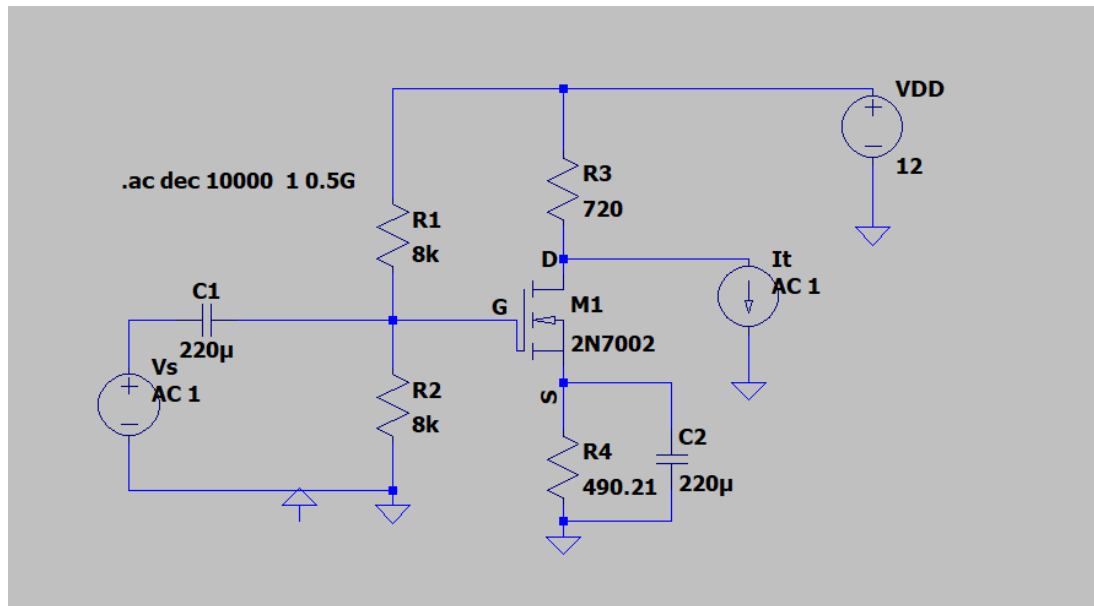 VDD
12
R3
720
.ac dec 10000  1 0.5G
R1
8k
D
It
AC 1
C1
220µ
G
M1
2N7002
Vs
AC 1
R2
8k
S
R4
490.21
C2
220µ